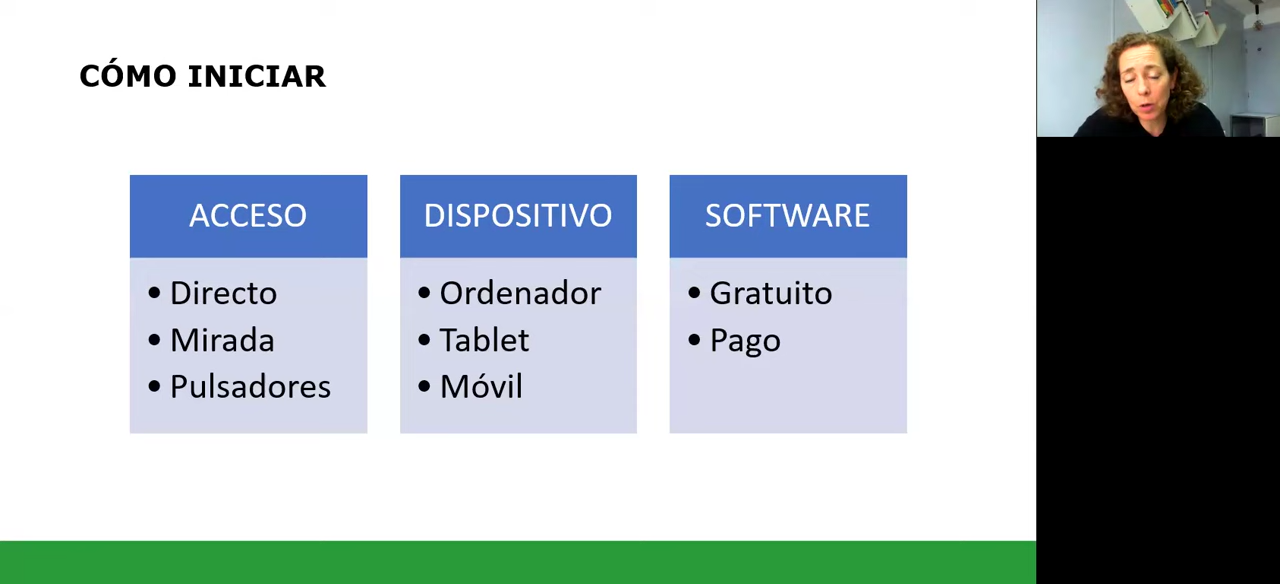 CÓMO INICIAR
ACCESO
• Directo
• Mirada
• Pulsadores
DISPOSITIVO
• Ordenador
• Tablet
• Móvil
SOFTWARE
• Gratuito
• Pago